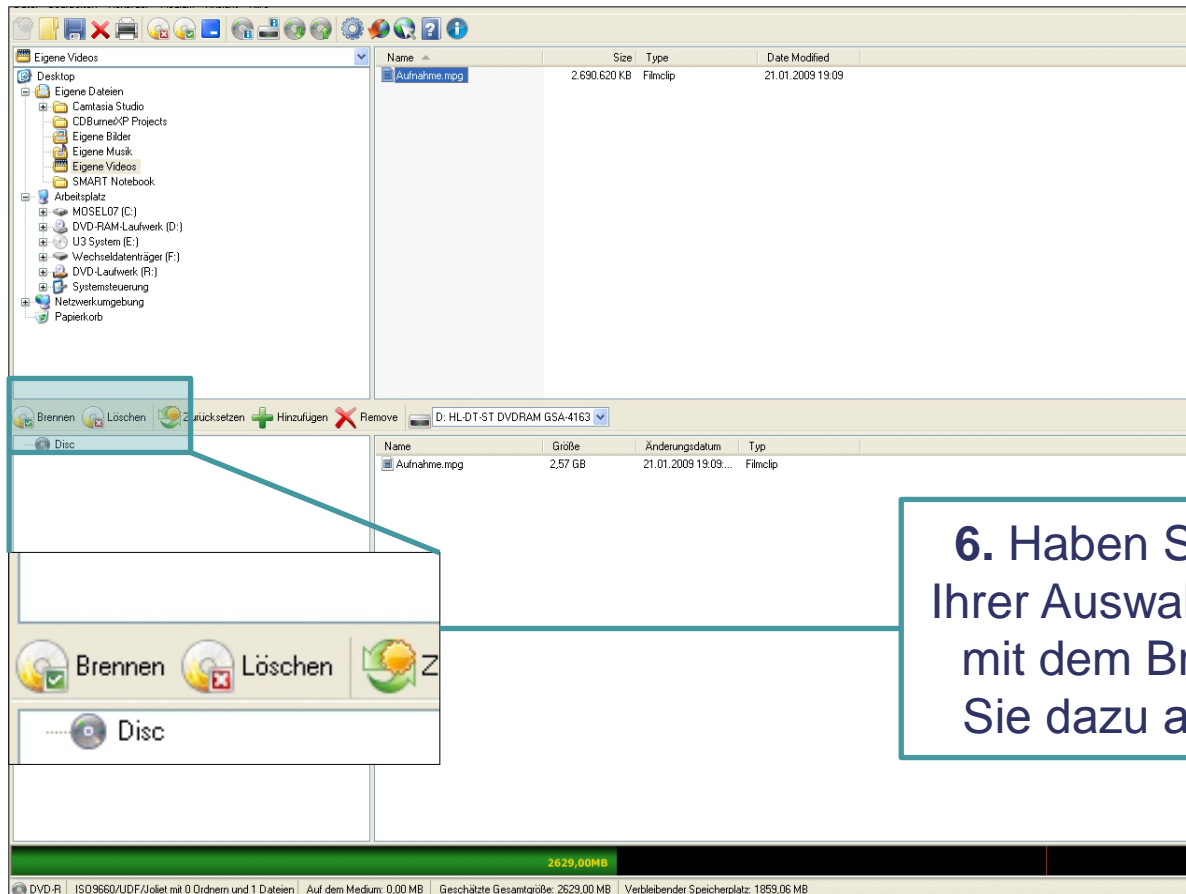 Eigene Videos
Desktop
Eigene Dateien
Camtasia Studio
CDBurnerXP Projects
Eigene Bilder
Eigene Musik
Eigene Videos
SMART Notebook
Arbeitsplatz
MOSEL07 (C:)
DVD-RAM-Laufwerk (D:)
U3 System (E:)
Wechseldatenträger (F:)
DVD-Laufwerk (R:)
Systemsteuerung
Netzwerkumgebung
Papierkorb
Name Size Type Date Modified
Aufnahme.mpg 2.690.620 KB Filmclip 21.01.2009 19:09
Brennen Löschen Zurücksetzen Hinzufügen Remove D: HL-DT-ST DVDRAM GSA-4163
Disc
Name Größe Änderungsdatum Typ
Aufnahme.mpg 2,57 GB 21.01.2009 19:09:... Filmclip
Brennen Löschen Z
Disc
6. Haben S
Ihrer Auswa
mit dem Br
Sie dazu a
2629,00MB
DVD-R ISO9660/UDF/Joliet mit 0 Ordnern und 1 Dateien Auf dem Medium: 0,00 MB Geschätzte Gesamtgröße: 2629,00 MB Verbleibender Speicherplatz: 1859,06 MB